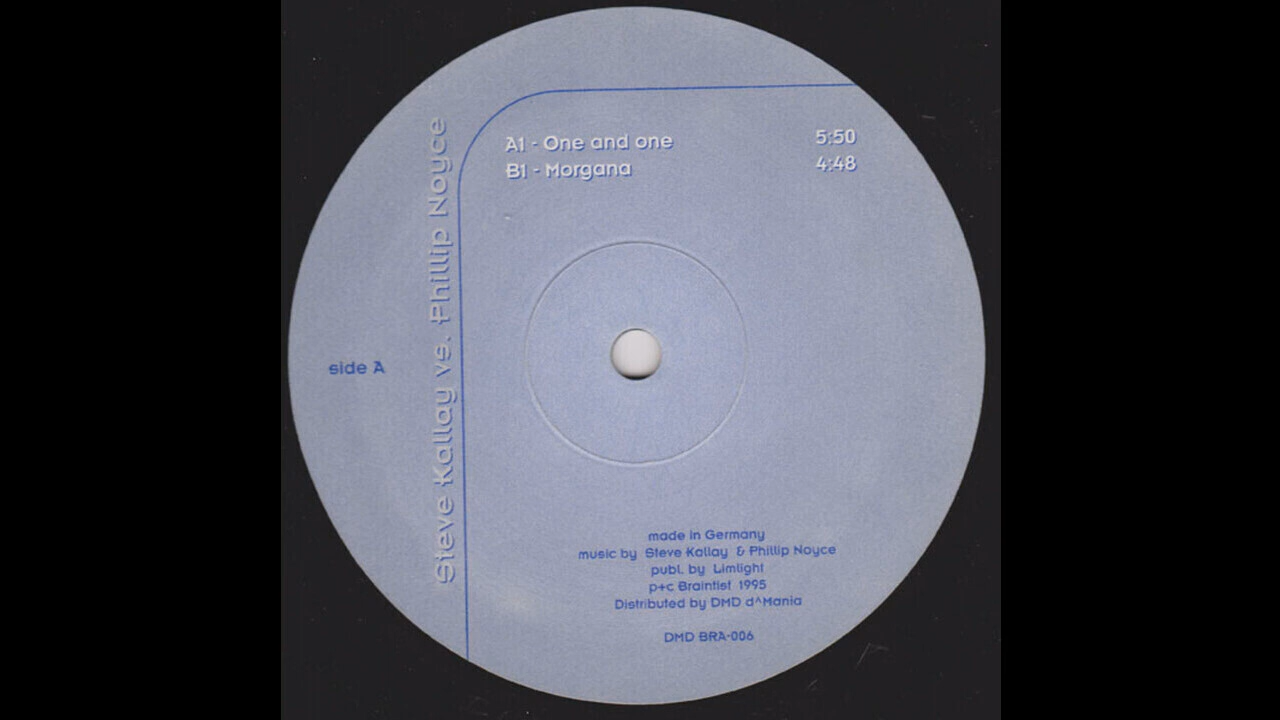 A1 - One and one 5:50
B1 - Morgana 4:48
Steve Kallay vs. Phillip Noyce
side A
made in Germany
music by Steve Kallay & Phillip Noyce
publ. by Limlight
p+c Braintist 1995
Distributed by DMD d^Mania
DMD BRA-006